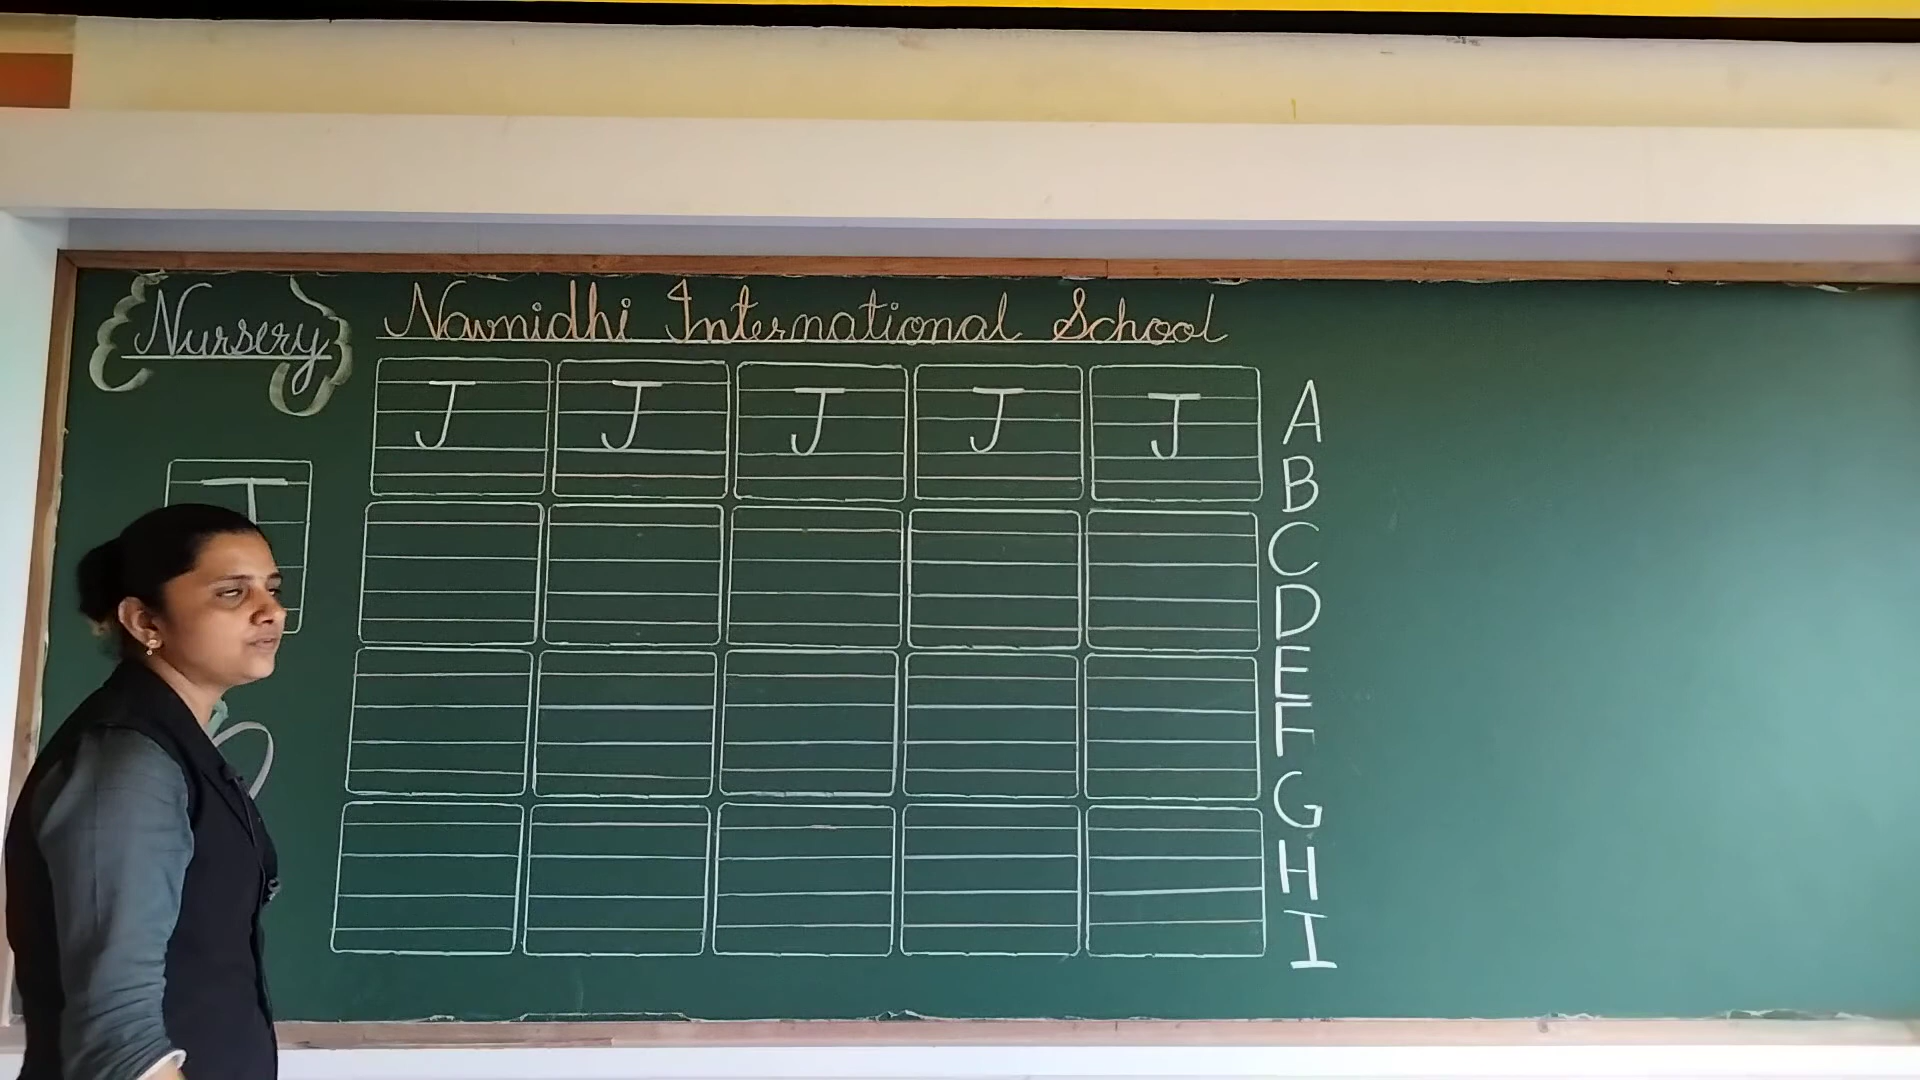 Nursery
Navnidhi International School
J J J J J
J
A
B
C
D
E
F
G
H
I